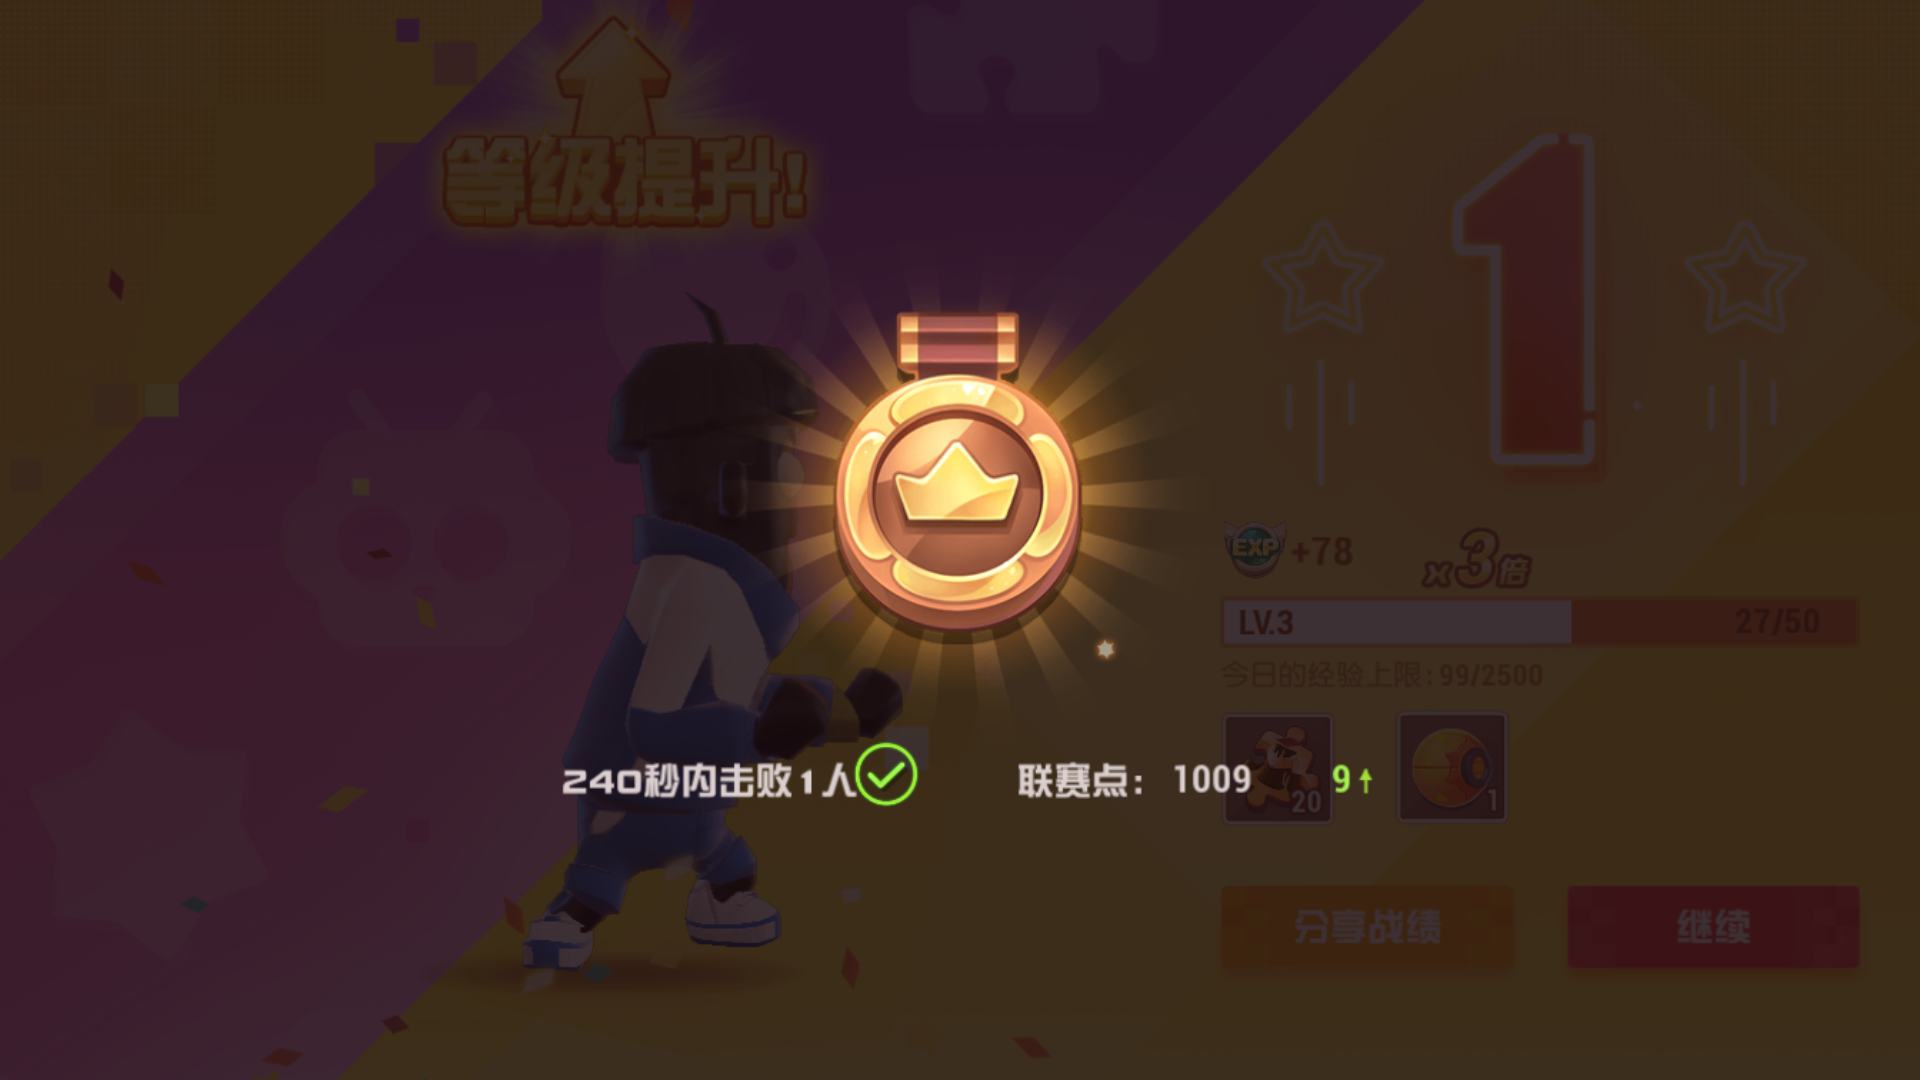 等级提升!
1
EXP +78
x3倍
LV.3 27/50
今日的经验上限:99/2500
240秒内击败1人
联赛点: 1009 9↑
20
1
分享战绩
继续